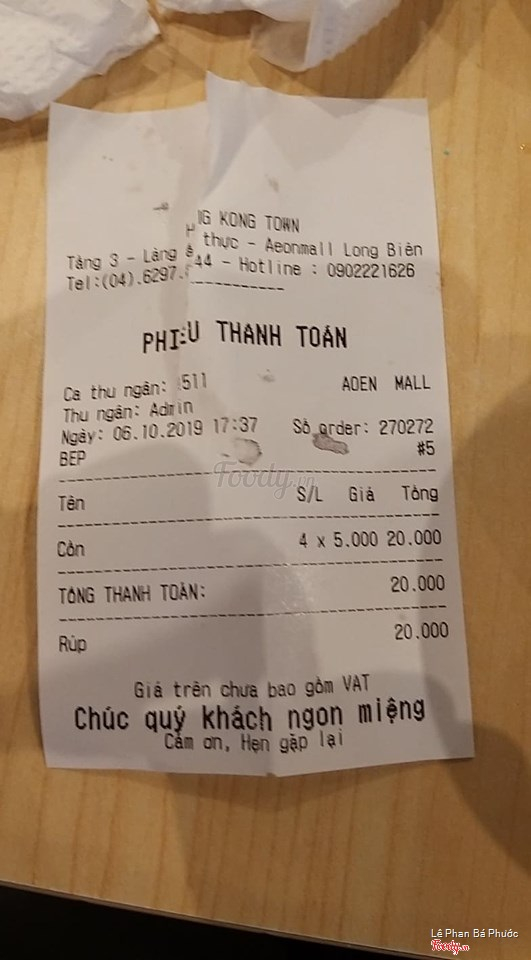 NG KONG TOWN
Tầng 3 - Làng ẩ thực - Aeonmall Long Biên
Tel:(04).6297. 44 - Hotline : 0902221626
PHIẾU THANH TOÁN
Ca thu ngân: 511
AOEN MALL
Thu ngân: Admin
Ngày: 06.10.2019 17:37 Số order: 270272
BEP #5
Tên S/L Giá Tổng
Cồn 4 x 5.000 20.000
TỔNG THANH TOÁN: 20.000
Rúp 20.000
Giá trên chưa bao gồm VAT
Chúc quý khách ngon miệng
Cảm ơn, Hẹn gặp lại
Foody.vn
Lê Phan Bá Phước
Foody.vn